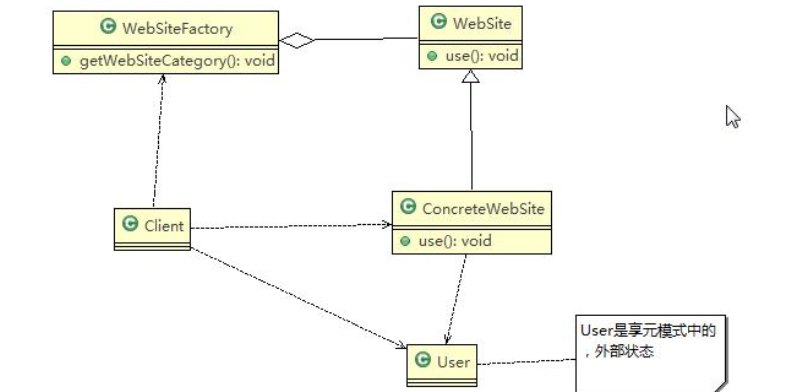 C WebSiteFactory
getWebSiteCategory(): void
C WebSite
use(): void
C Client
C ConcreteWebSite
use(): void
User是享元模式中的
，外部状态
C User